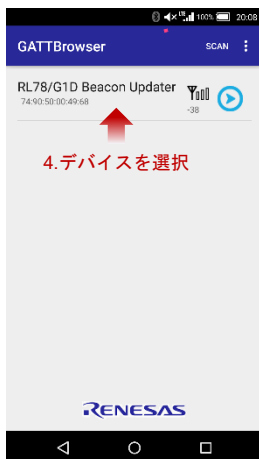 100% 20:08
GATTBrowser SCAN
RL78/G1D Beacon Updater
74:90:50:00:49:68
-38
4.デバイスを選択
RENESAS